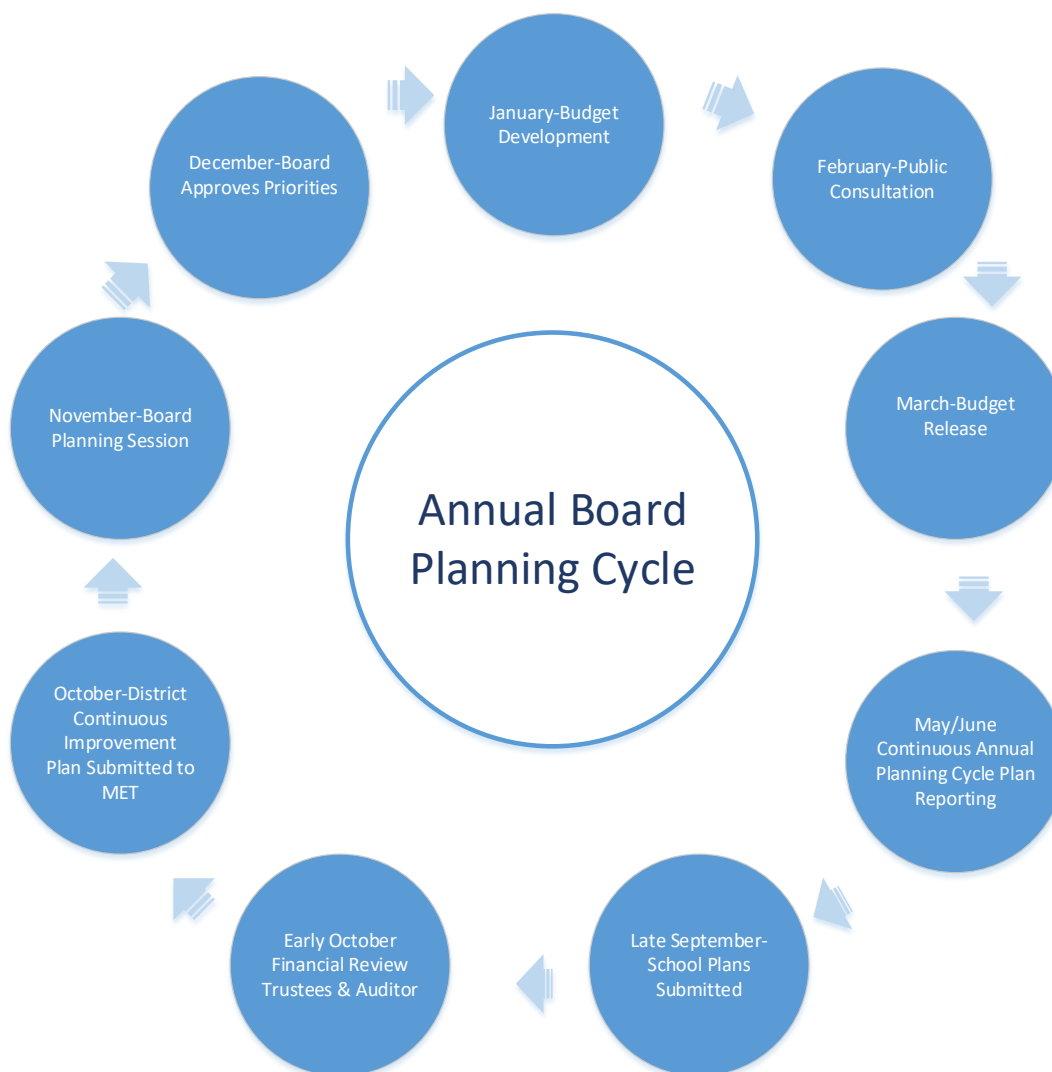 January-Budget
Development
February-Public
Consultation
March-Budget
Release
May/June
Continuous Annual
Planning Cycle Plan
Reporting
Late September-
School Plans
Submitted
Early October
Financial Review
Trustees & Auditor
October-District
Continuous
Improvement
Plan Submitted to
MET
November-Board
Planning Session
December-Board
Approves Priorities
Annual Board
Planning Cycle